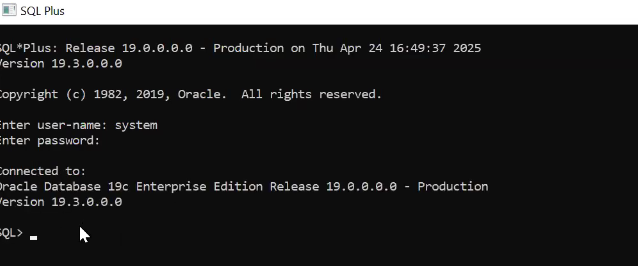 SQL Plus
SQL*Plus: Release 19.0.0.0.0 - Production on Thu Apr 24 16:49:37 2025
Version 19.3.0.0.0
Copyright (c) 1982, 2019, Oracle.  All rights reserved.
Enter user-name: system
Enter password:
Connected to:
Oracle Database 19c Enterprise Edition Release 19.0.0.0.0 - Production
Version 19.3.0.0.0
SQL>